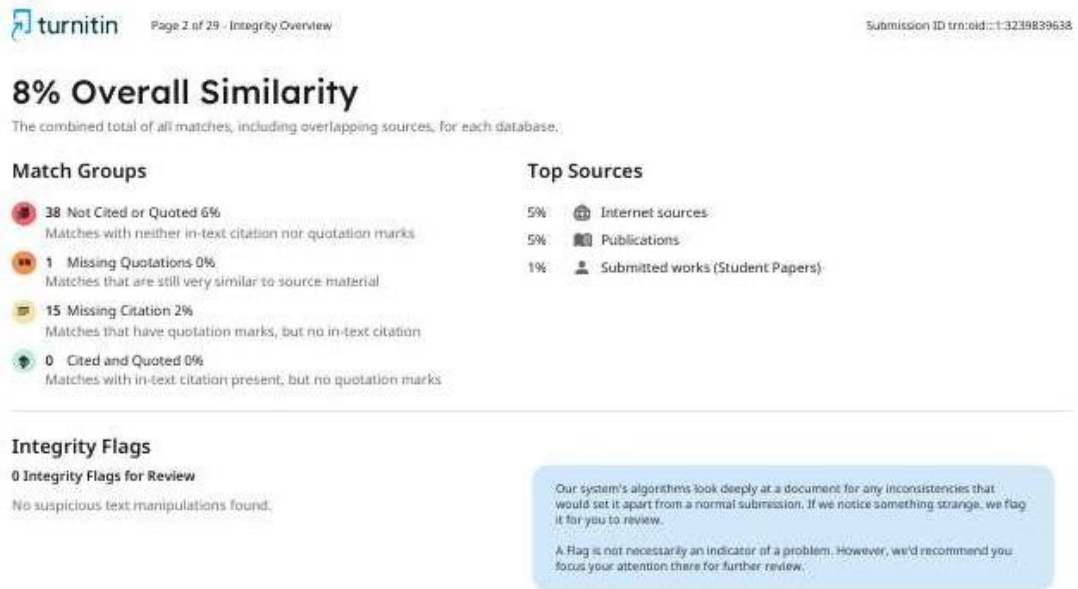 turnitin
Page 2 of 29 - Integrity Overview
Submission ID trn:oid:::1:3239839638
8% Overall Similarity
The combined total of all matches, including overlapping sources, for each database.
Match Groups
38 Not Cited or Quoted 6%
Matches with neither in-text citation nor quotation marks
1 Missing Quotations 0%
Matches that are still very similar to source material
15 Missing Citation 2%
Matches that have quotation marks, but no in-text citation
0 Cited and Quoted 0%
Matches with in-text citation present, but no quotation marks
Top Sources
5% Internet sources
5% Publications
1% Submitted works (Student Papers)
Integrity Flags
0 Integrity Flags for Review
No suspicious text manipulations found.
Our system's algorithms look deeply at a document for any inconsistencies that
would set it apart from a normal submission. If we notice something strange, we flag
it for you to review.
A Flag is not necessarily an indicator of a problem. However, we'd recommend you
focus your attention there for further review.